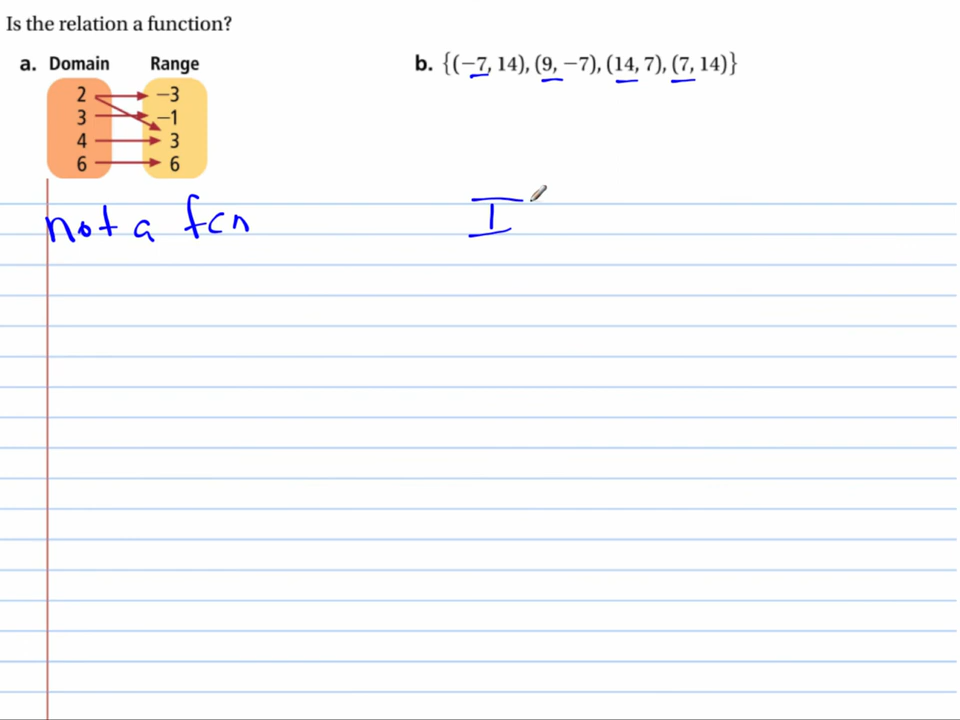 Is the relation a function?
a. Domain Range
2 −3
3 −1
4 3
6 6
b. {(−7, 14), (9, −7), (14, 7), (7, 14)}
not a fcn
I